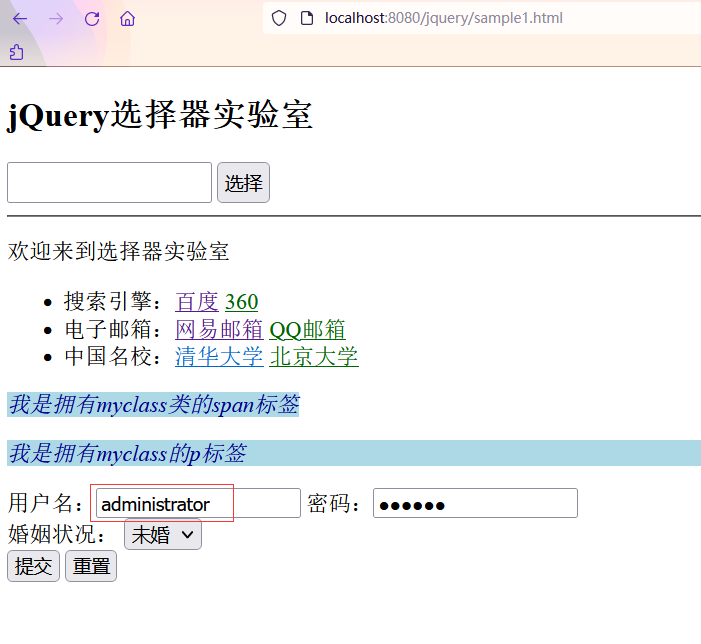 localhost:8080/jquery/sample1.html
jQuery选择器实验室
选择
欢迎来到选择器实验室
搜索引擎：百度 360
电子邮箱：网易邮箱 QQ邮箱
中国名校：清华大学 北京大学
我是拥有myclass类的span标签
我是拥有myclass的p标签
用户名：administrator 密码：●●●●●●
婚姻状况： 未婚
提交 重置